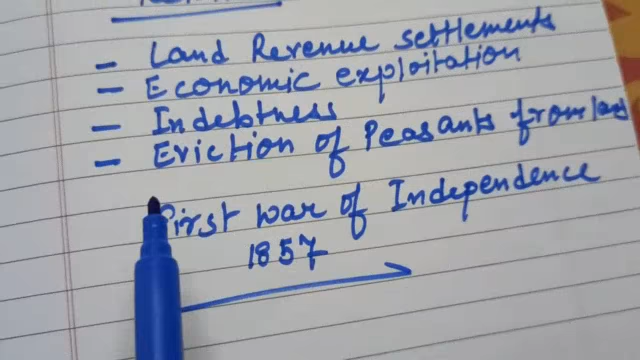 - Land Revenue settlements
- Economic exploitation
- Indebtness
- Eviction of Peasants from land
First war of Independence
1857